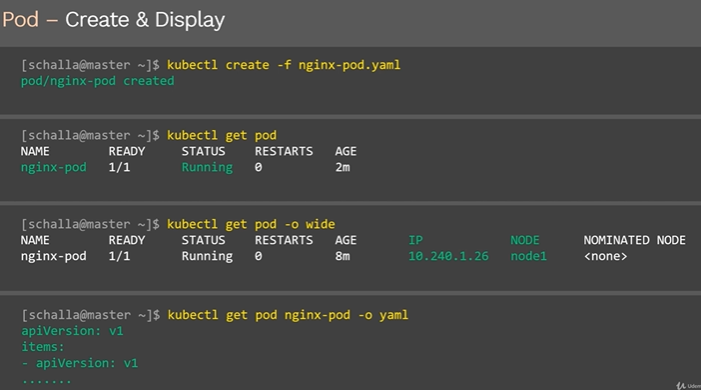 Pod – Create & Display
[schalla@master ~]$ kubectl create -f nginx-pod.yaml
pod/nginx-pod created
[schalla@master ~]$ kubectl get pod
NAME READY STATUS RESTARTS AGE
nginx-pod 1/1 Running 0 2m
[schalla@master ~]$ kubectl get pod -o wide
NAME READY STATUS RESTARTS AGE IP NODE NOMINATED NODE
nginx-pod 1/1 Running 0 8m 10.240.1.26 node1 <none>
[schalla@master ~]$ kubectl get pod nginx-pod -o yaml
apiVersion: v1
items:
- apiVersion: v1
.......
Udem